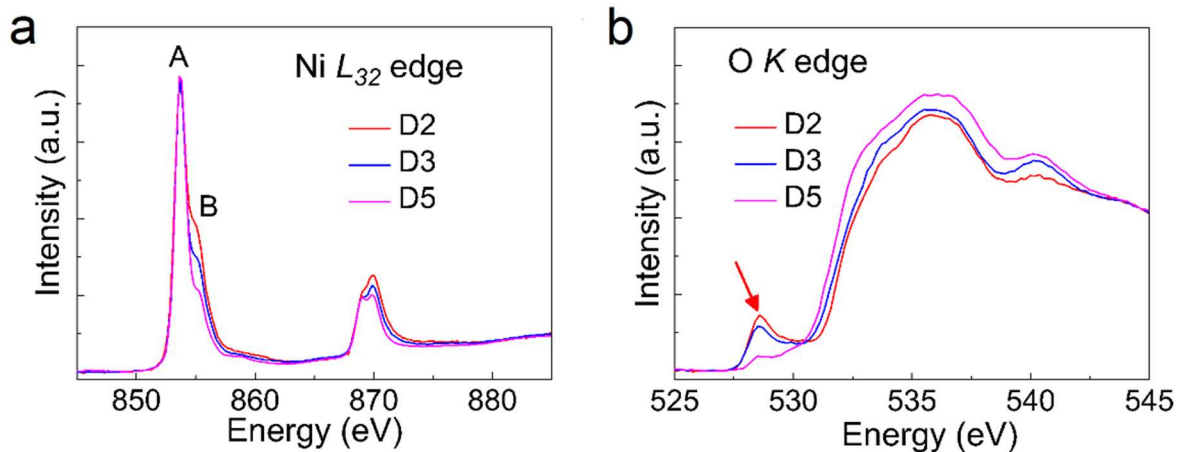 a
Ni L32 edge
A
B
D2
D3
D5
Intensity (a.u.)
850 860 870 880
Energy (eV)
b
O K edge
D2
D3
D5
Intensity (a.u.)
525 530 535 540 545
Energy (eV)